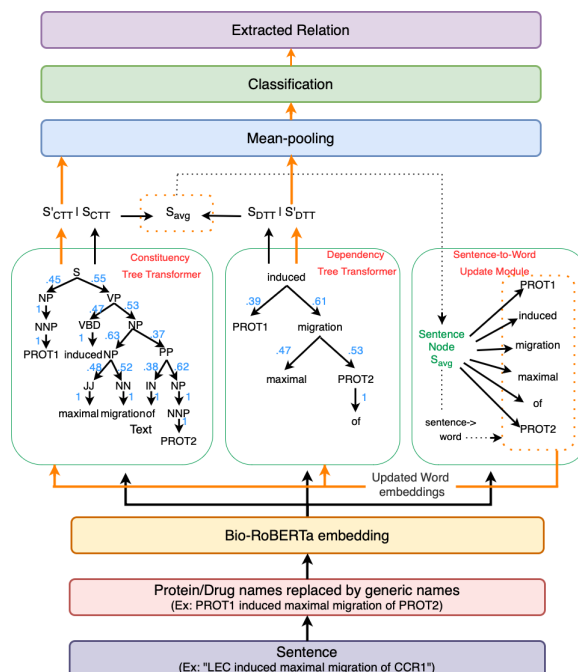 Extracted Relation
Classification
Mean-pooling
S'CTT | SCTT
Savg
SDTT | S'DTT
Constituency
Tree Transformer
S
.45
.55
NP
VP
1
.47
.53
NNP
VBD
NP
1
1
.63
.37
PROT1
induced
NP
PP
.48
.52
.38
.62
JJ
NN
IN
NP
1
1
1
1
maximal
migration
of
NNP
Text
1
PROT2
Dependency
Tree Transformer
induced
.39
.61
PROT1
migration
.47
.53
maximal
PROT2
1
of
Sentence-to-Word
Update Module
PROT1
induced
Sentence
Node
Savg
migration
maximal
of
sentence->
word
PROT2
Updated Word
embeddings
Bio-RoBERTa embedding
Protein/Drug names replaced by generic names
(Ex: PROT1 induced maximal migration of PROT2)
Sentence
(Ex: "LEC induced maximal migration of CCR1")